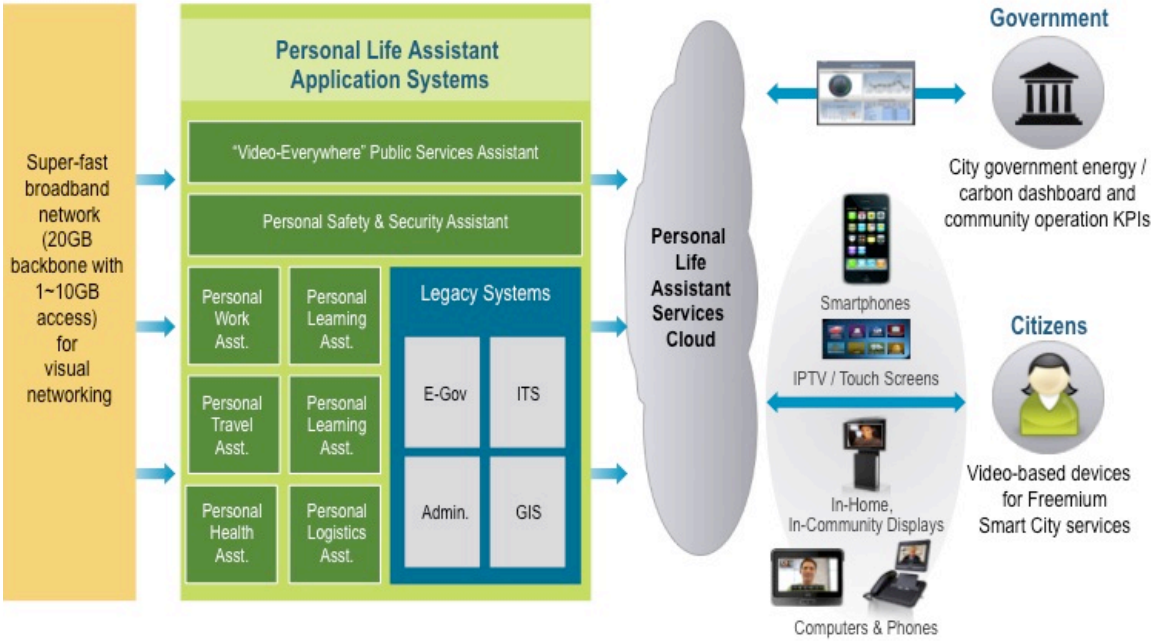 Super-fast
broadband
network
(20GB
backbone with
1~10GB
access)
for
visual
networking
Personal Life Assistant
Application Systems
“Video-Everywhere” Public Services Assistant
Personal Safety & Security Assistant
Personal
Work
Asst.
Personal
Learning
Asst.
Personal
Travel
Asst.
Personal
Learning
Asst.
Personal
Health
Asst.
Personal
Logistics
Asst.
Legacy Systems
E-Gov
ITS
Admin.
GIS
Personal
Life
Assistant
Services
Cloud
Government
City government energy /
carbon dashboard and
community operation KPIs
Smartphones
IPTV / Touch Screens
In-Home,
In-Community Displays
Computers & Phones
Citizens
Video-based devices
for Freemium
Smart City services